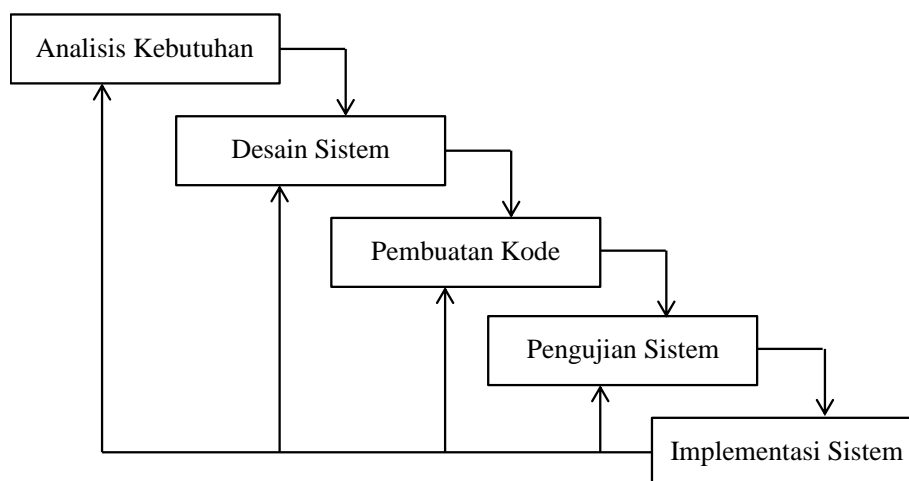 Analisis Kebutuhan
Desain Sistem
Pembuatan Kode
Pengujian Sistem
Implementasi Sistem